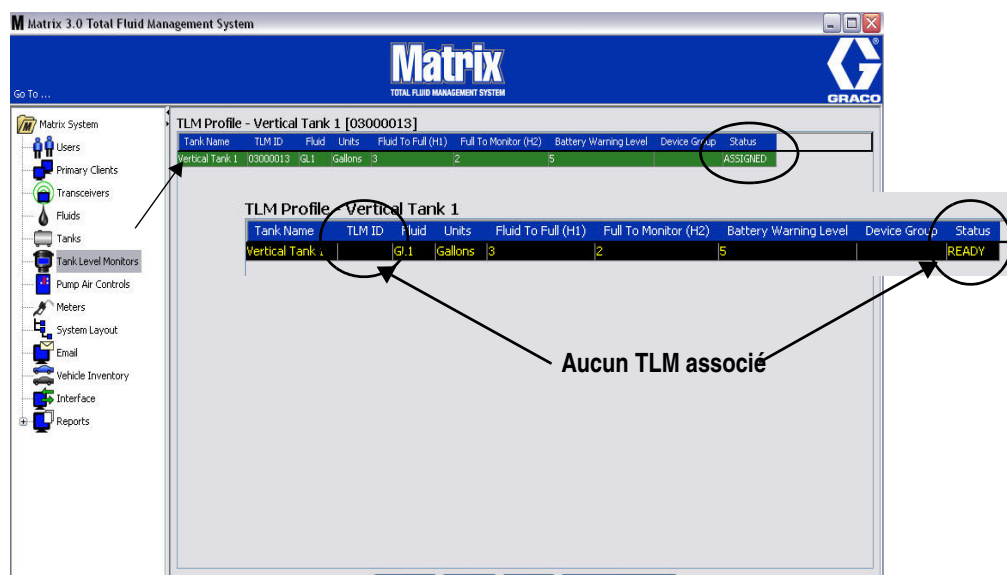 Matrix 3.0 Total Fluid Management System
Matrix
TOTAL FLUID MANAGEMENT SYSTEM
GRACO
Go To ...
Matrix System
Users
Primary Clients
Transceivers
Fluids
Tanks
Tank Level Monitors
Pump Air Controls
Meters
System Layout
Email
Vehicle Inventory
Interface
Reports
TLM Profile - Vertical Tank 1 [03000013]
Tank Name TLM ID Fluid Units Fluid To Full (H1) Full To Monitor (H2) Battery Warning Level Device Group Status
Vertical Tank 1 03000013 GL1 Gallons 3 2 5 ASSIGNED
TLM Profile - Vertical Tank 1
Tank Name TLM ID Fluid Units Fluid To Full (H1) Full To Monitor (H2) Battery Warning Level Device Group Status
Vertical Tank 1 GL1 Gallons 3 2 5 READY
Aucun TLM associé